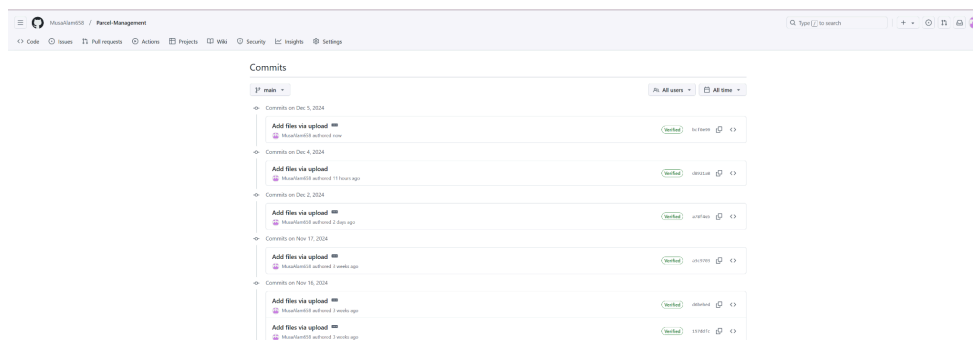 MusaAlam658 / Parcel-Management
Type / to search
Code Issues Pull requests Actions Projects Wiki Security Insights Settings
Commits
main All users All time
Commits on Dec 5, 2024
Add files via upload
MusaAlam658 authored now
Verified
Commits on Dec 4, 2024
Add files via upload
MusaAlam658 authored 11 hours ago
Verified
Commits on Dec 2, 2024
Add files via upload
MusaAlam658 authored 2 days ago
Verified
Commits on Nov 17, 2024
Add files via upload
MusaAlam658 authored 3 weeks ago
Verified
Commits on Nov 16, 2024
Add files via upload
MusaAlam658 authored 3 weeks ago
Verified
Add files via upload
MusaAlam658 authored 3 weeks ago
Verified